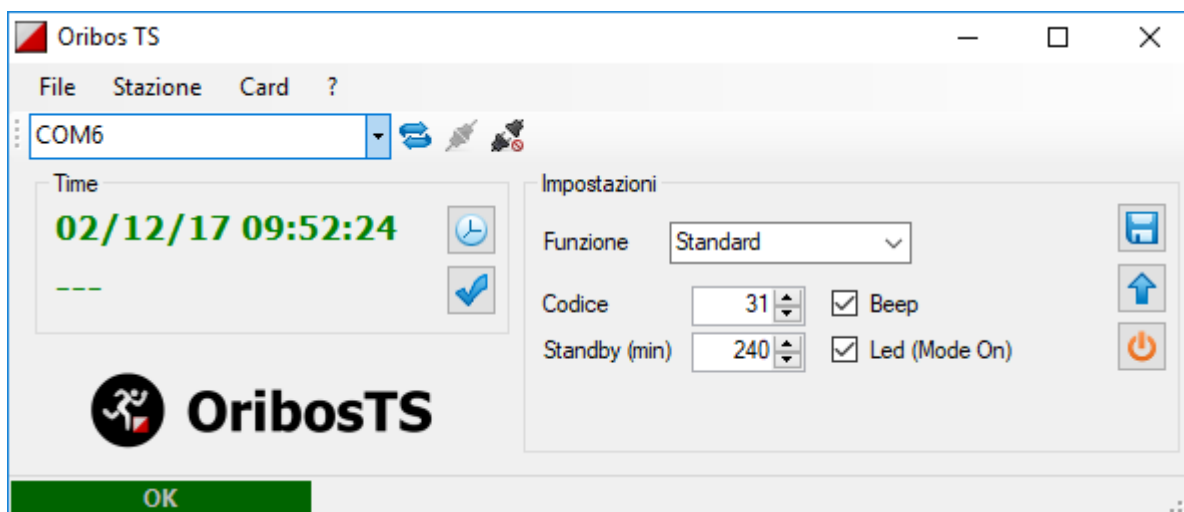 Oribos TS
File Stazione Card ?
COM6
Time
02/12/17 09:52:24
---
OribosTS
Impostazioni
Funzione Standard
Codice 31 Beep
Standby (min) 240 Led (Mode On)
OK